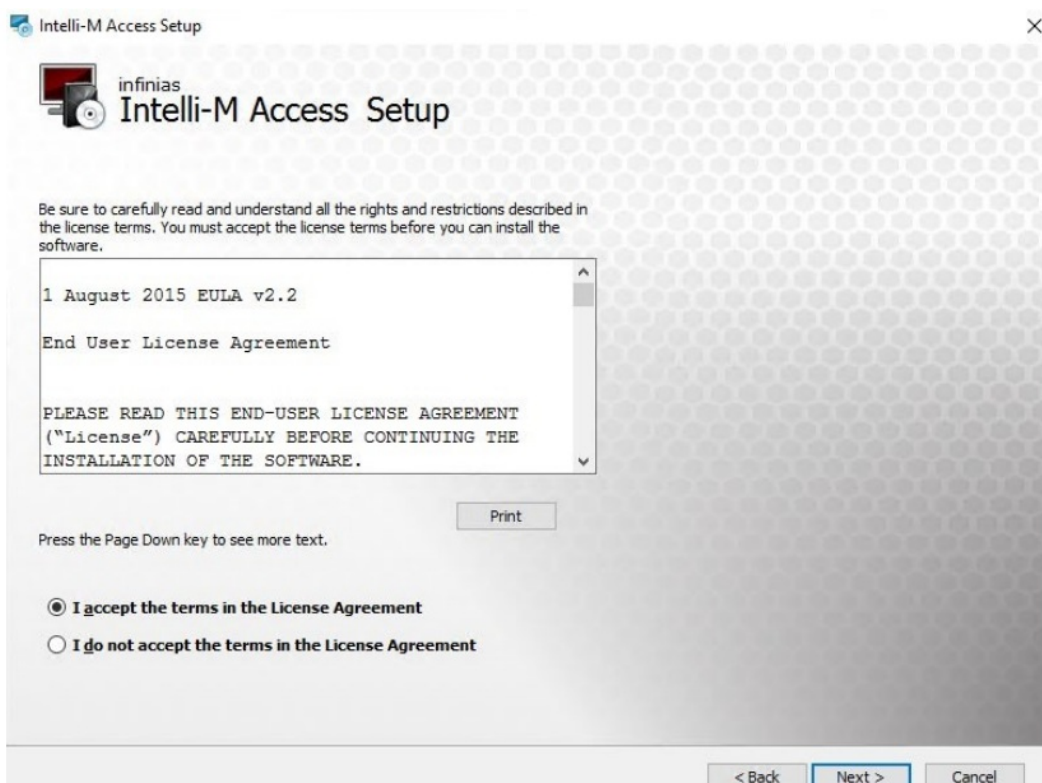 Intelli-M Access Setup
infinias
Intelli-M Access Setup
Be sure to carefully read and understand all the rights and restrictions described in
the license terms. You must accept the license terms before you can install the
software.
1 August 2015 EULA v2.2
End User License Agreement
PLEASE READ THIS END-USER LICENSE AGREEMENT
(“License”) CAREFULLY BEFORE CONTINUING THE
INSTALLATION OF THE SOFTWARE.
Print
Press the Page Down key to see more text.
I accept the terms in the License Agreement
I do not accept the terms in the License Agreement
< Back Next > Cancel